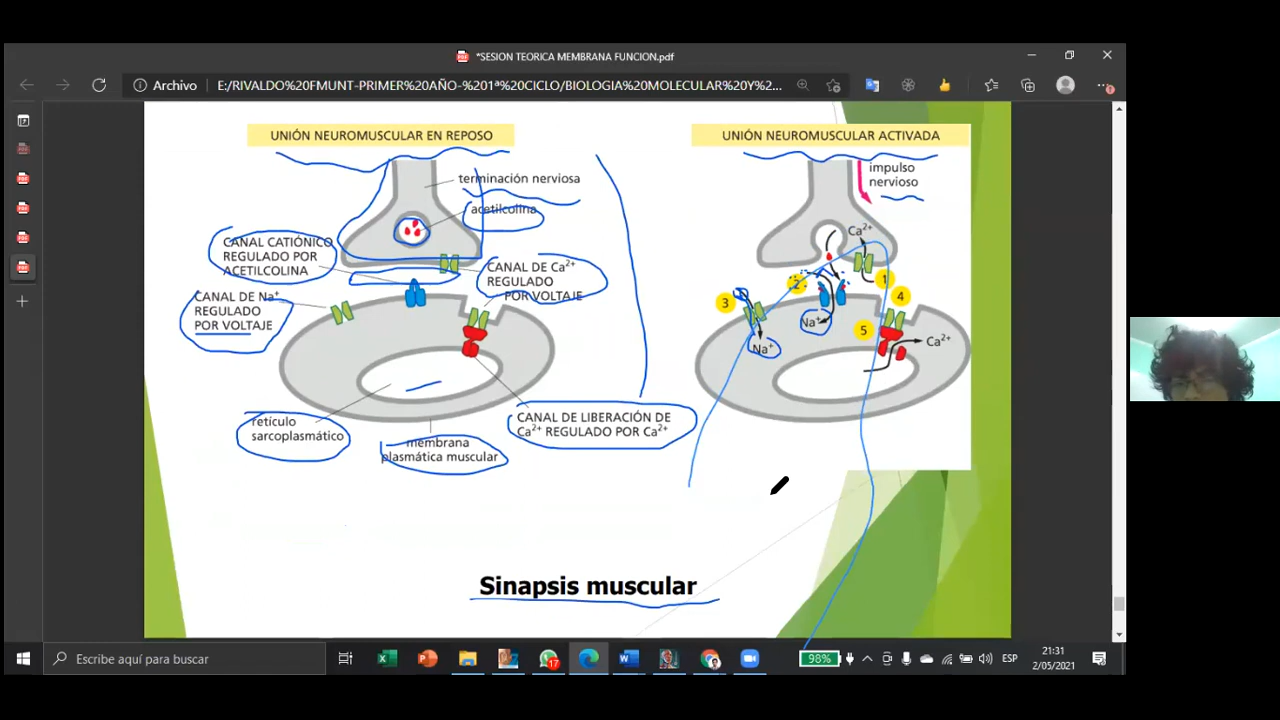 *SESION TEORICA MEMBRANA FUNCION.pdf
Archivo
E:/RIVALDO%20FMUNT-PRIMER%20AÑO-%201ª%20CICLO/BIOLOGIA%20MOLECULAR%20Y%2...
UNIÓN NEUROMUSCULAR EN REPOSO
terminación nerviosa
acetilcolina
CANAL CATIÓNICO
REGULADO POR
ACETILCOLINA
CANAL DE Ca²⁺
REGULADO
POR VOLTAJE
CANAL DE Na⁺
REGULADO
POR VOLTAJE
retículo
sarcoplasmático
membrana
plasmática muscular
CANAL DE LIBERACIÓN DE
Ca²⁺ REGULADO POR Ca²⁺
UNIÓN NEUROMUSCULAR ACTIVADA
impulso
nervioso
Ca²⁺
1
2
3
4
5
Na⁺
Na⁺
Ca²⁺
Sinapsis muscular
Escribe aquí para buscar
17
98%
ESP
21:31
2/05/2021